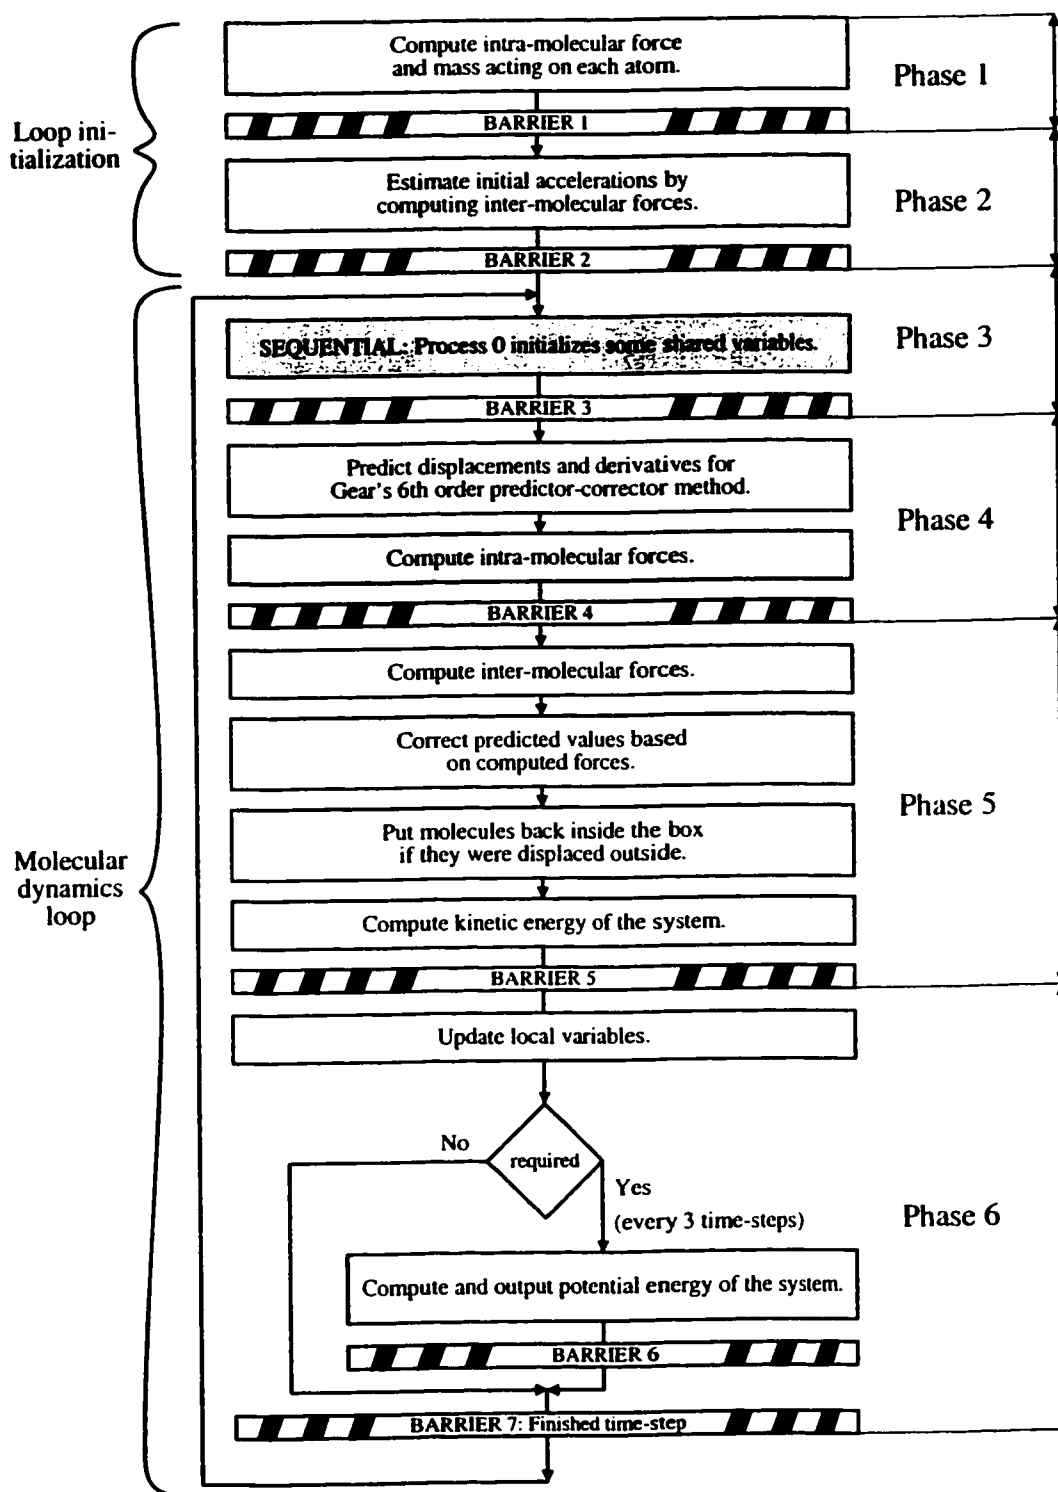 Compute intra-molecular force
and mass acting on each atom.
Phase 1
BARRIER 1
Loop ini-
tialization
Estimate initial accelerations by
computing inter-molecular forces.
Phase 2
BARRIER 2
SEQUENTIAL: Process 0 initializes some shared variables.
Phase 3
BARRIER 3
Predict displacements and derivatives for
Gear's 6th order predictor-corrector method.
Phase 4
Compute intra-molecular forces.
BARRIER 4
Compute inter-molecular forces.
Correct predicted values based
on computed forces.
Phase 5
Put molecules back inside the box
if they were displaced outside.
Molecular
dynamics
loop
Compute kinetic energy of the system.
BARRIER 5
Update local variables.
No
required
Yes
(every 3 time-steps)
Phase 6
Compute and output potential energy of the system.
BARRIER 6
BARRIER 7: Finished time-step